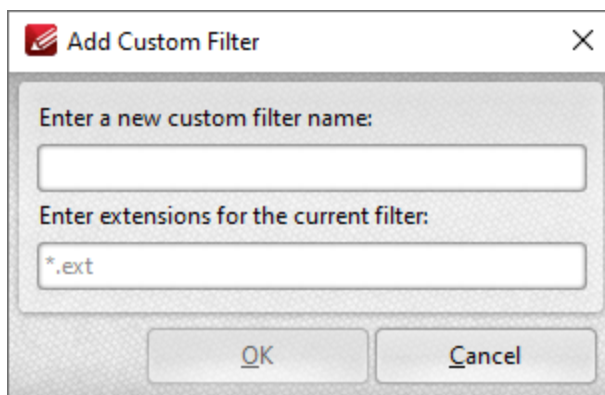 Add Custom Filter
Enter a new custom filter name:
Enter extensions for the current filter:
*.ext
OK
Cancel